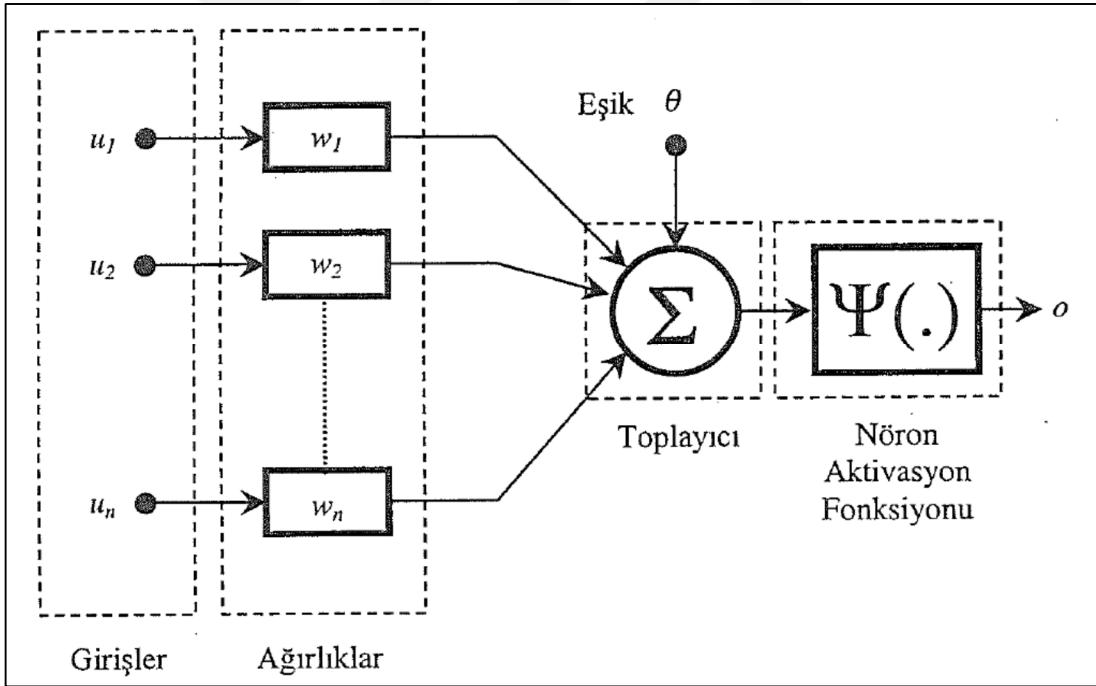 Eşik θ
u1
w1
u2
w2
Σ
Ψ(.)
o
Toplayıcı
Nöron
Aktivasyon
Fonksiyonu
un
wn
Girişler
Ağırlıklar